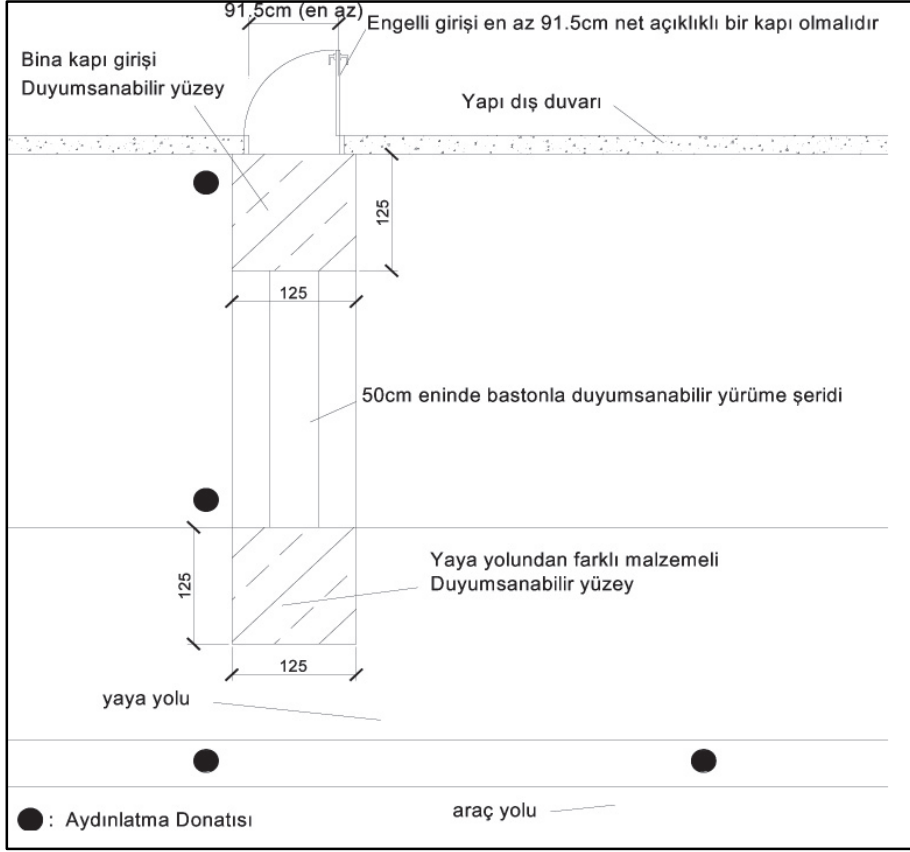 91.5cm (en az)
Engelli girişi en az 91.5cm net açıklıklı bir kapı olmalıdır
Bina kapı girişi
Duyumsanabilir yüzey
Yapı dış duvarı
125
125
50cm eninde bastonla duyumsanabilir yürüme şeridi
Yaya yolundan farklı malzemeli
Duyumsanabilir yüzey
125
125
yaya yolu
araç yolu
: Aydınlatma Donatısı